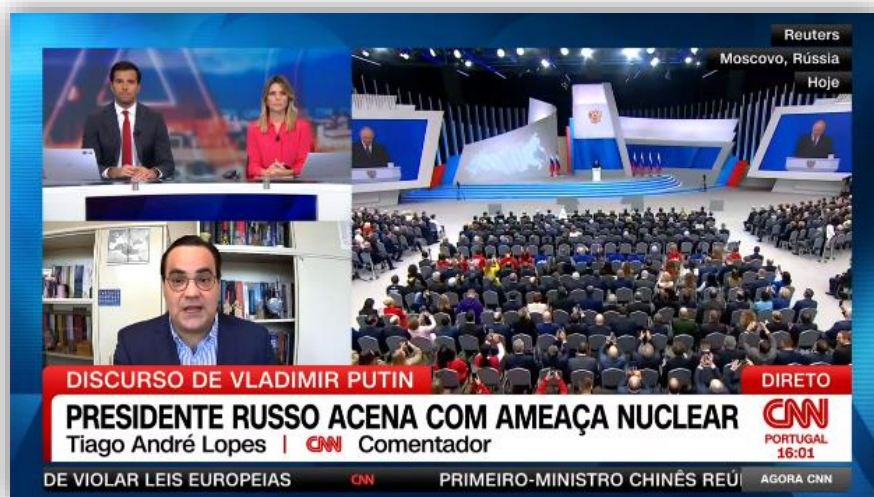 Reuters
Moscovo, Rússia
Hoje
DISCURSO DE VLADIMIR PUTIN
DIRETO
PRESIDENTE RUSSO ACENA COM AMEAÇA NUCLEAR
Tiago André Lopes | CNN Comentador
CNN
PORTUGAL
16:01
DE VIOLAR LEIS EUROPEIAS CNN PRIMEIRO-MINISTRO CHINÊS REÚ
AGORA CNN